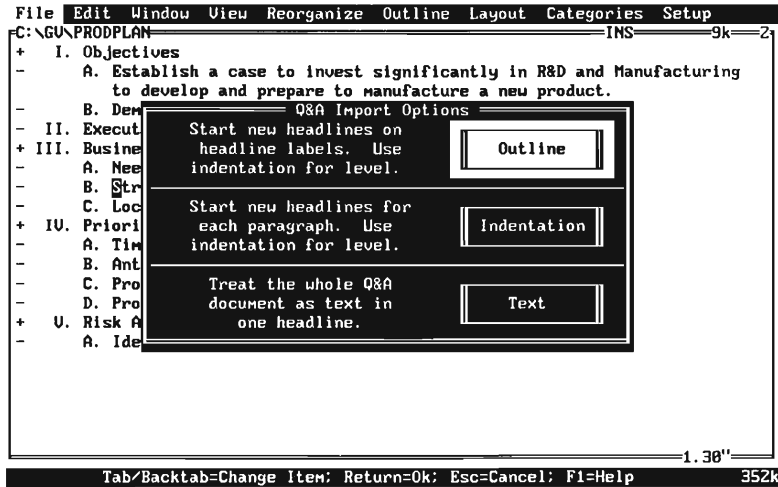 File Edit Window View Reorganize Outline Layout Categories Setup
C:\GV\PRODPLAN INS 9k 2
+ I. Objectives
- A. Establish a case to invest significantly in R&D and Manufacturing
to develop and prepare to manufacture a new product.
- B. Dem
- II. Execut
+ III. Busine
- A. Nee
- B. Str
- C. Loc
+ IV. Priori
- A. Tim
- B. Ant
- C. Pro
- D. Pro
+ V. Risk A
- A. Ide
Q&A Import Options
Start new headlines on
headline labels. Use
indentation for level.
Outline
Start new headlines for
each paragraph. Use
indentation for level.
Indentation
Treat the whole Q&A
document as text in
one headline.
Text
1.30"
Tab/Backtab=Change Item; Return=Ok; Esc=Cancel; F1=Help 352k